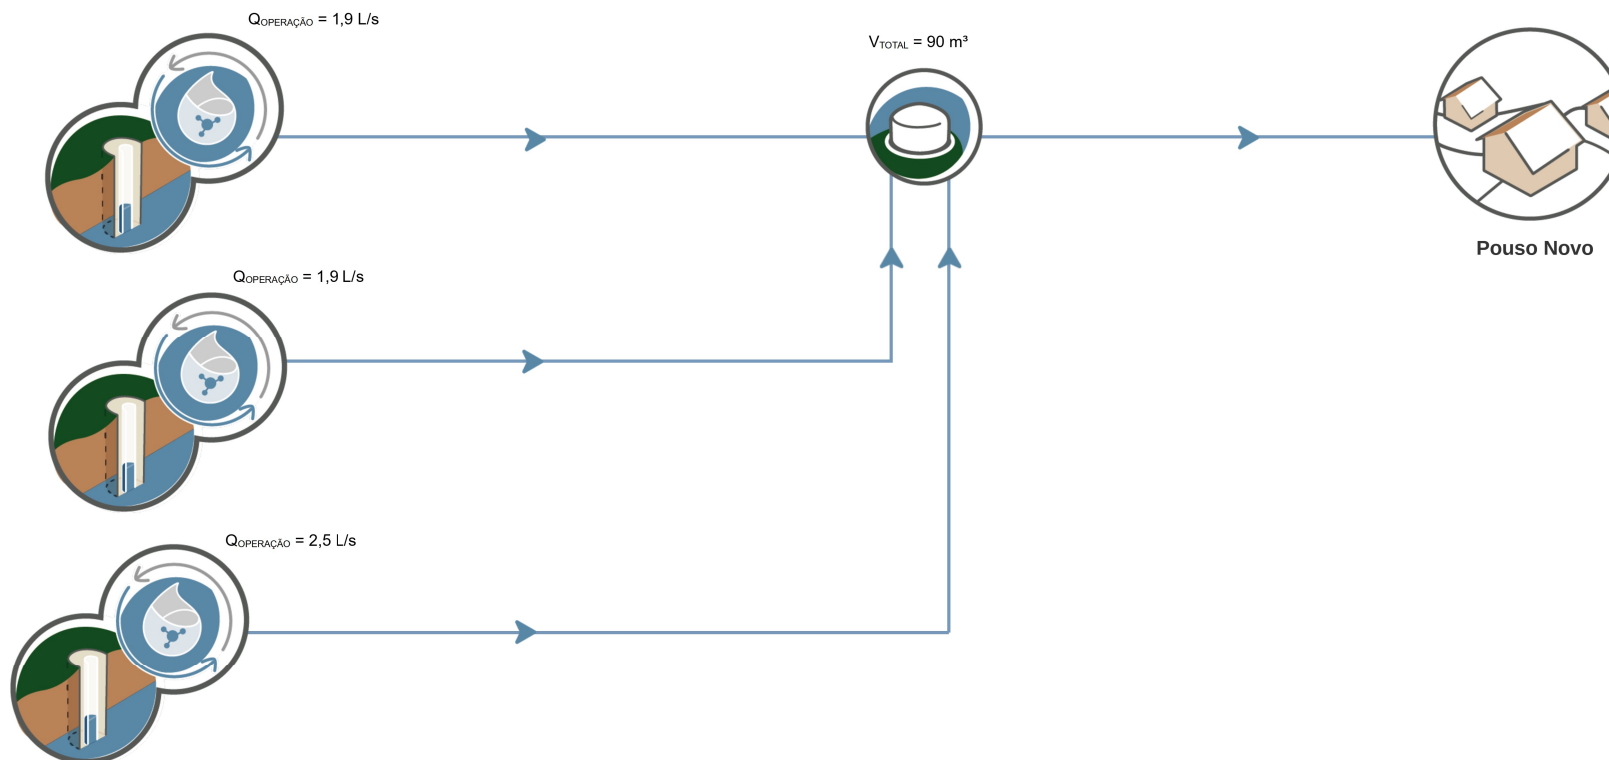 QOPERAÇÃO = 1,9 L/s
VTOTAL = 90 m³
Pouso Novo
QOPERAÇÃO = 1,9 L/s
QOPERAÇÃO = 2,5 L/s